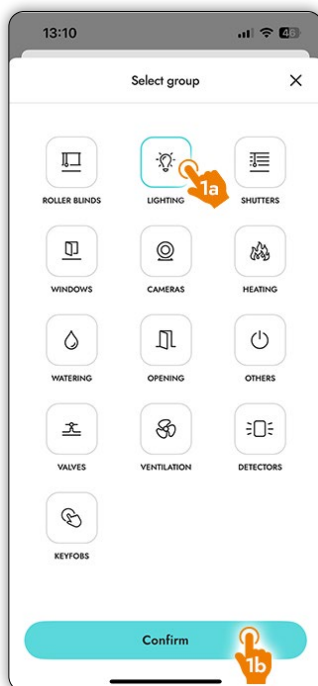 13:10
46
Select group
ROLLER BLINDS
LIGHTING
1a
SHUTTERS
WINDOWS
CAMERAS
HEATING
WATERING
OPENING
OTHERS
VALVES
VENTILATION
DETECTORS
KEYFOBS
Confirm
1b